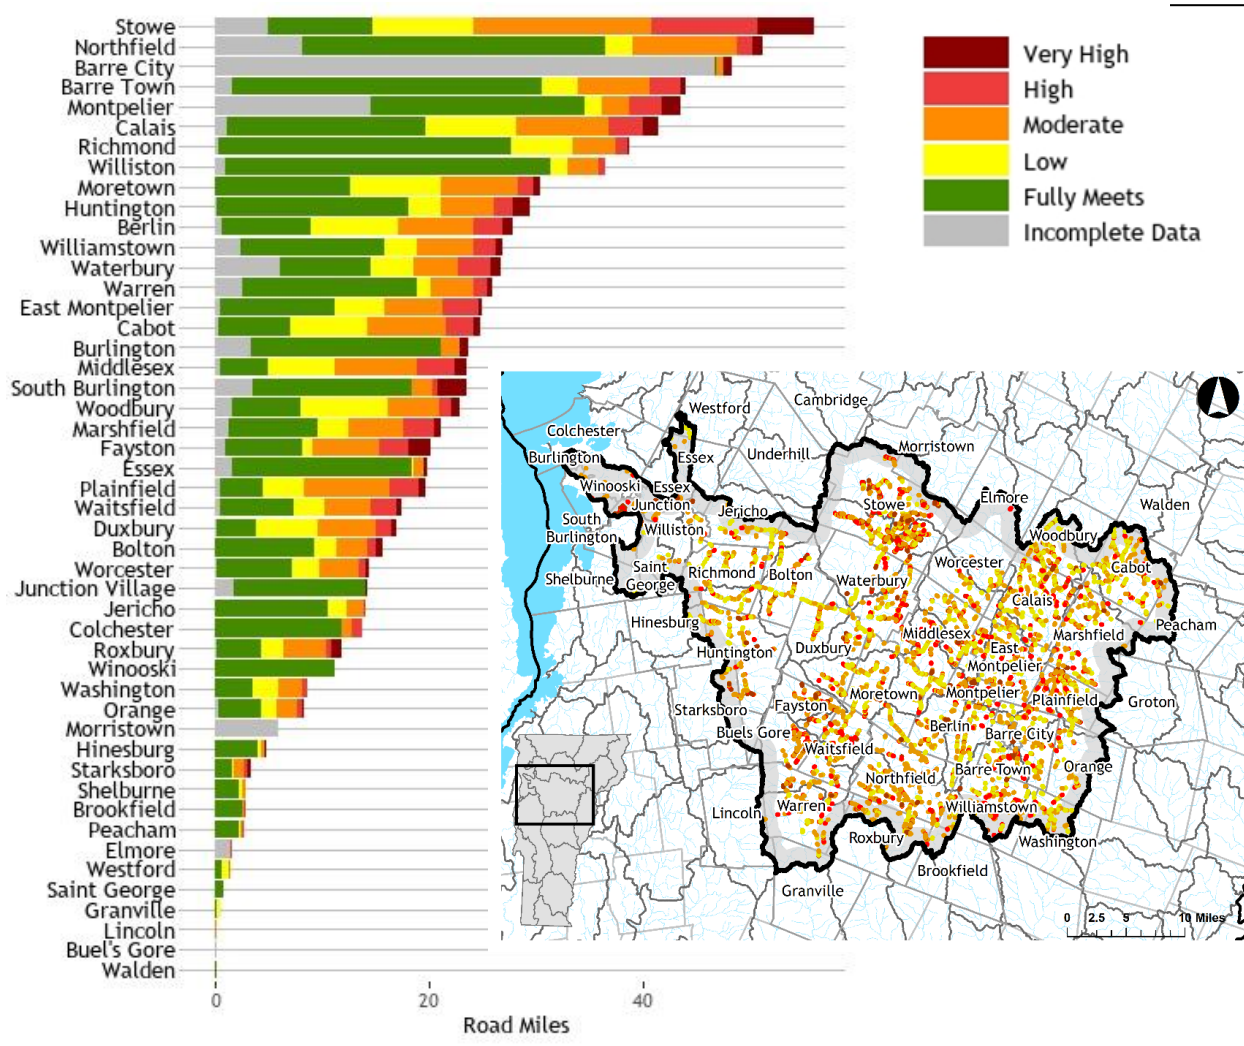 Stowe
Northfield
Barre City
Barre Town
Montpelier
Calais
Richmond
Williston
Moretown
Huntington
Berlin
Williamstown
Waterbury
Warren
East Montpelier
Cabot
Burlington
Middlesex
South Burlington
Woodbury
Marshfield
Fayston
Essex
Plainfield
Waitsfield
Duxbury
Bolton
Worcester
Junction Village
Jericho
Colchester
Roxbury
Winooski
Washington
Orange
Morristown
Hinesburg
Starksboro
Shelburne
Brookfield
Peacham
Elmore
Westford
Saint George
Granville
Lincoln
Buel's Gore
Walden
0 20 40
Road Miles
Very High
High
Moderate
Low
Fully Meets
Incomplete Data
Westford
Cambridge
Colchester
Morristown
Burlington
Essex
Underhill
Winooski
Essex
Junction
Jericho
Stowe
Elmore
Walden
South
Burlington
Williston
Woodbury
Shelburne
Saint
George
Richmond
Bolton
Waterbury
Worcester
Cabot
Calais
Hinesburg
Peacham
Middlesex
Marshfield
Huntington
Duxbury
East
Montpelier
Starksboro
Fayston
Moretown
Montpelier
Plainfield
Groton
Buels Gore
Waitsfield
Berlin
Barre City
Northfield
Barre Town
Orange
Lincoln
Warren
Williamstown
Roxbury
Washington
Granville
Brookfield
0 2.5 5 10 Miles